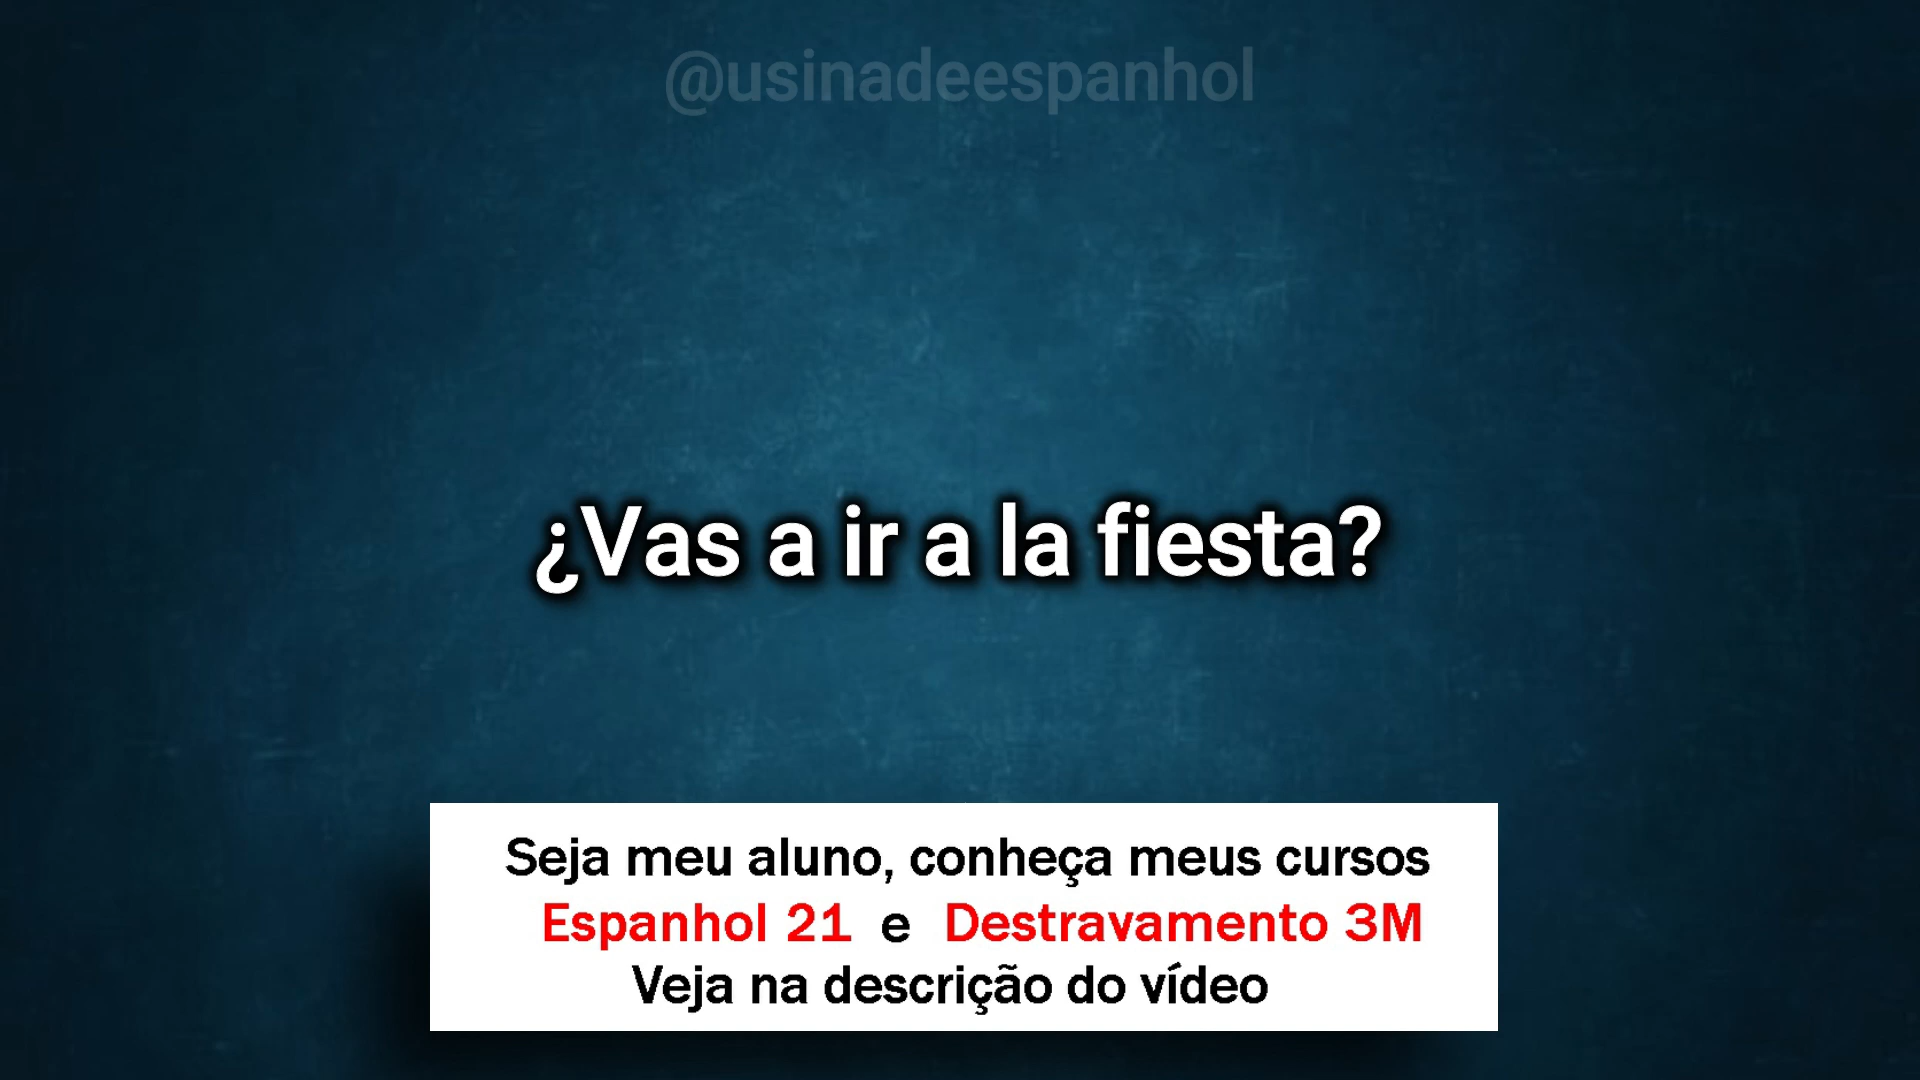 @usinadeespanhol
¿Vas a ir a la fiesta?
Seja meu aluno, conheça meus cursos
Espanhol 21 e Destravamento 3M
Veja na descrição do vídeo